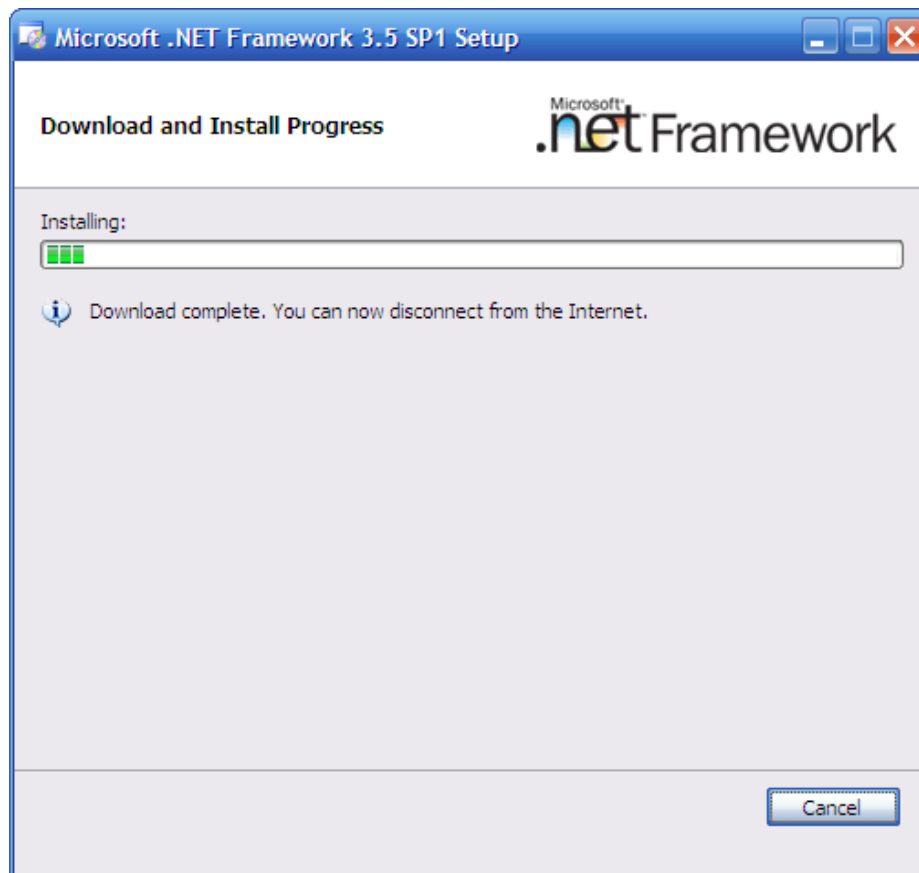 Microsoft .NET Framework 3.5 SP1 Setup
Download and Install Progress
Microsoft
.net Framework
Installing:
Download complete. You can now disconnect from the Internet.
Cancel